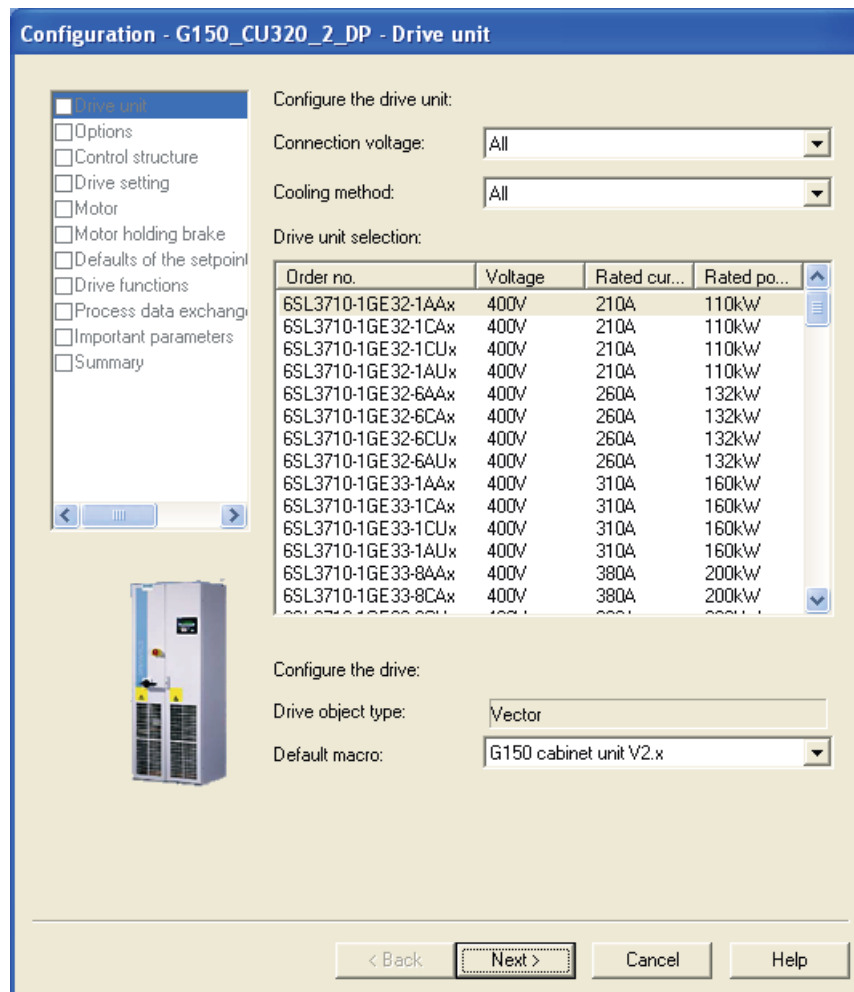 Configuration - G150_CU320_2_DP - Drive unit
Drive unit
Options
Control structure
Drive setting
Motor
Motor holding brake
Defaults of the setpoint
Drive functions
Process data exchang
Important parameters
Summary
Configure the drive unit:
Connection voltage: All
Cooling method: All
Drive unit selection:
Order no. Voltage Rated cur... Rated po...
6SL3710-1GE32-1AAx 400V 210A 110kW
6SL3710-1GE32-1CAx 400V 210A 110kW
6SL3710-1GE32-1CUx 400V 210A 110kW
6SL3710-1GE32-1AUx 400V 210A 110kW
6SL3710-1GE32-6AAx 400V 260A 132kW
6SL3710-1GE32-6CAx 400V 260A 132kW
6SL3710-1GE32-6CUx 400V 260A 132kW
6SL3710-1GE32-6AUx 400V 260A 132kW
6SL3710-1GE33-1AAx 400V 310A 160kW
6SL3710-1GE33-1CAx 400V 310A 160kW
6SL3710-1GE33-1CUx 400V 310A 160kW
6SL3710-1GE33-1AUx 400V 310A 160kW
6SL3710-1GE33-8AAx 400V 380A 200kW
6SL3710-1GE33-8CAx 400V 380A 200kW
Configure the drive:
Drive object type: Vector
Default macro: G150 cabinet unit V2.x
< Back Next > Cancel Help